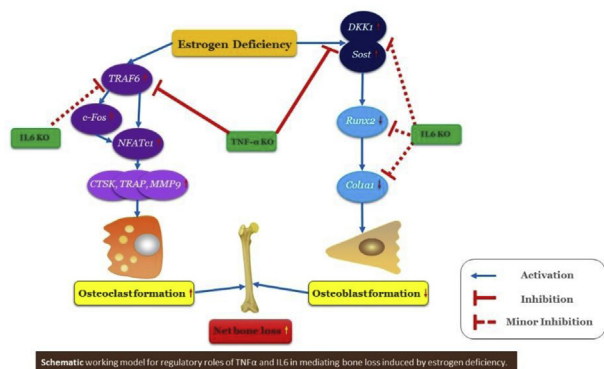 Estrogen Deficiency
DKK1 ↑
Sost ↑
TRAF6 ↑
c-Fos ↑
IL6 KO
NFATc1 ↑
TNF-α KO
Runx2 ↓
IL6 KO
CTSK, TRAP, MMP9 ↑
Col1a1 ↓
Osteoclast formation ↑
Osteoblast formation ↓
Net bone loss ↑
Activation
Inhibition
Minor Inhibition
Schematic working model for regulatory roles of TNFα and IL6 in mediating bone loss induced by estrogen deficiency.